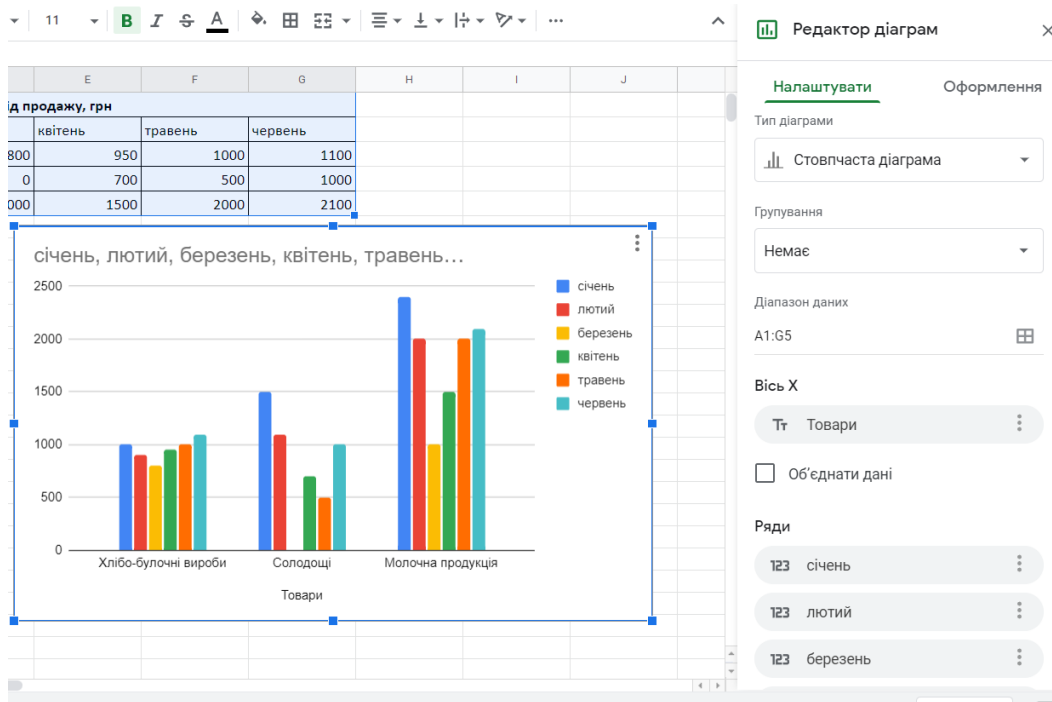 11 B I S A
Редактор діаграм
Налаштувати Оформлення
E F G H I J
ід продажу, грн
квітень травень червень
800 950 1000 1100
0 700 500 1000
000 1500 2000 2100
січень, лютий, березень, квітень, травень...
2500
2000
1500
1000
500
0
Хлібо-булочні вироби Солодощі Молочна продукція
Товари
січень
лютий
березень
квітень
травень
червень
Тип діаграми
Стовпчаста діаграма
Групування
Немає
Діапазон даних
A1:G5
Вісь X
Тт Товари
Об'єднати дані
Ряди
123 січень
123 лютий
123 березень